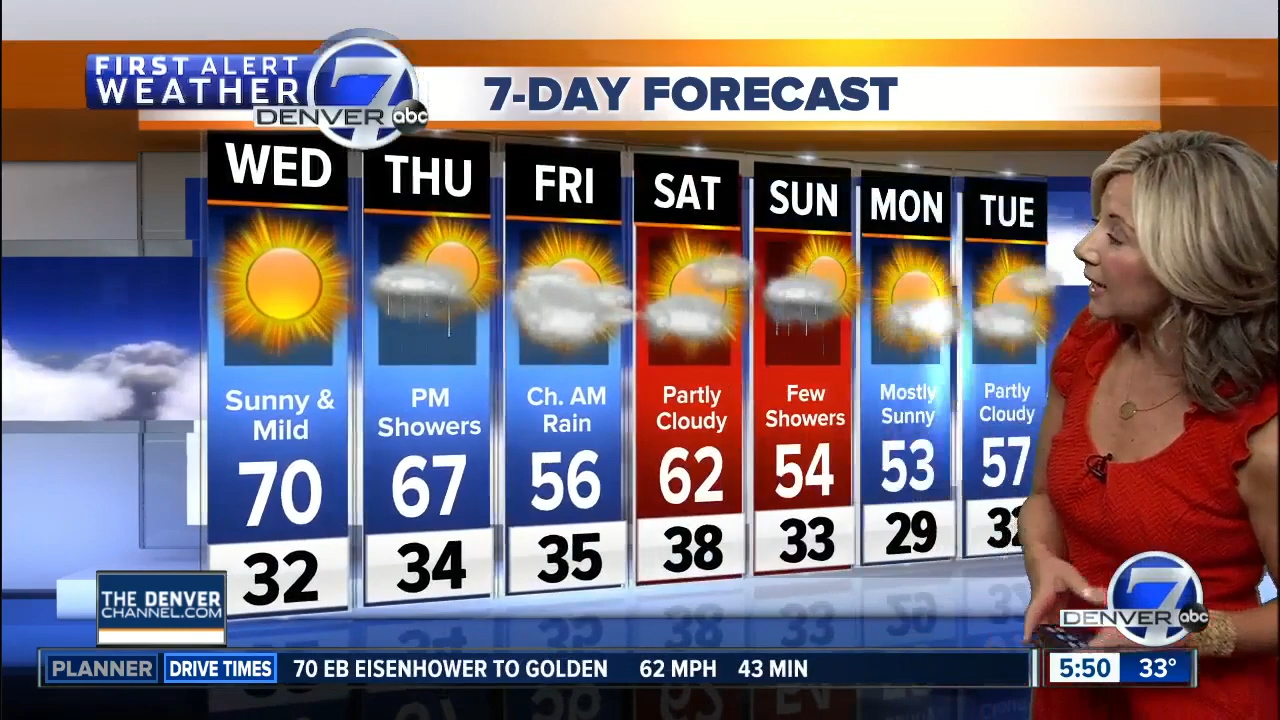 FIRST ALERT
WEATHER
7
DENVER abc
7-DAY FORECAST
WED
Sunny &
Mild
70
32
THU
PM
Showers
67
34
FRI
Ch. AM
Rain
56
35
SAT
Partly
Cloudy
62
38
SUN
Few
Showers
54
33
MON
Mostly
Sunny
53
29
TUE
Partly
Cloudy
57
32
THE DENVER
CHANNEL.COM
7
DENVER abc
PLANNER DRIVE TIMES 70 EB EISENHOWER TO GOLDEN 62 MPH 43 MIN
5:50 33°